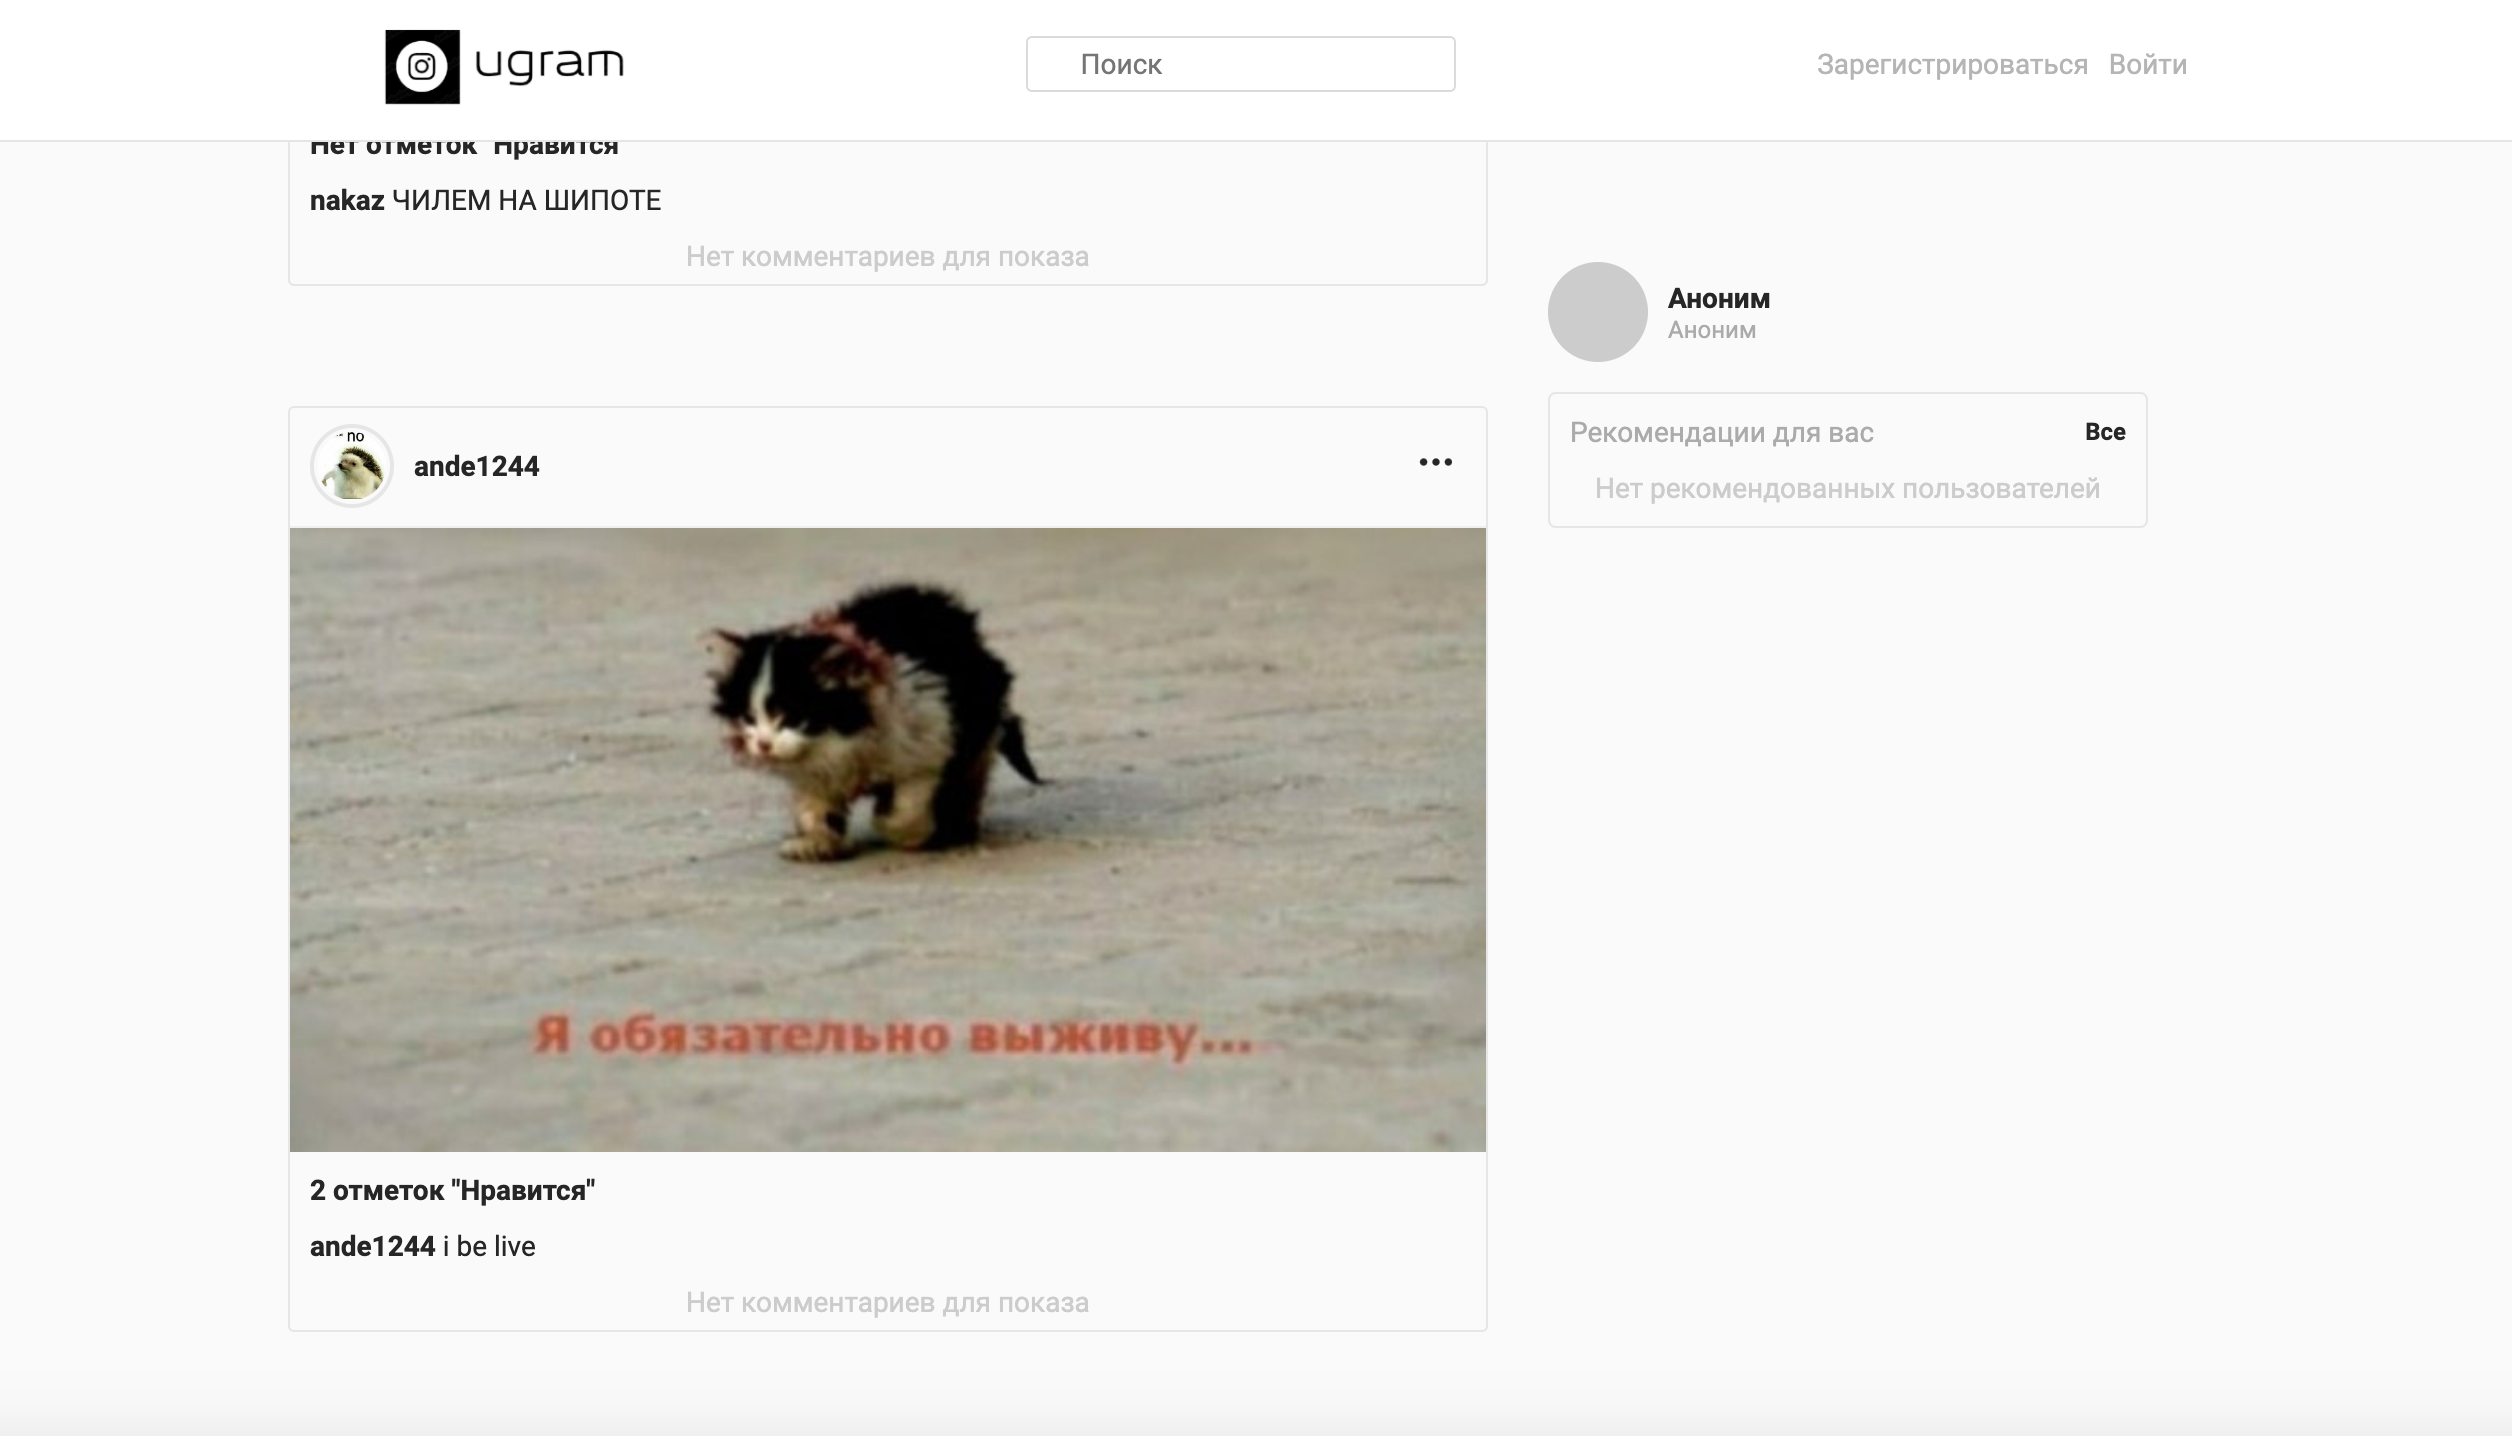 ugram
Поиск
Зарегистрироваться Войти
Нет отметок "Нравится"
nakaz ЧИЛЕМ НА ШИПОТЕ
Нет комментариев для показа
Аноним
Аноним
Рекомендации для вас Все
Нет рекомендованных пользователей
no
ande1244
Я обязательно выживу...
2 отметок "Нравится"
ande1244 i be live
Нет комментариев для показа